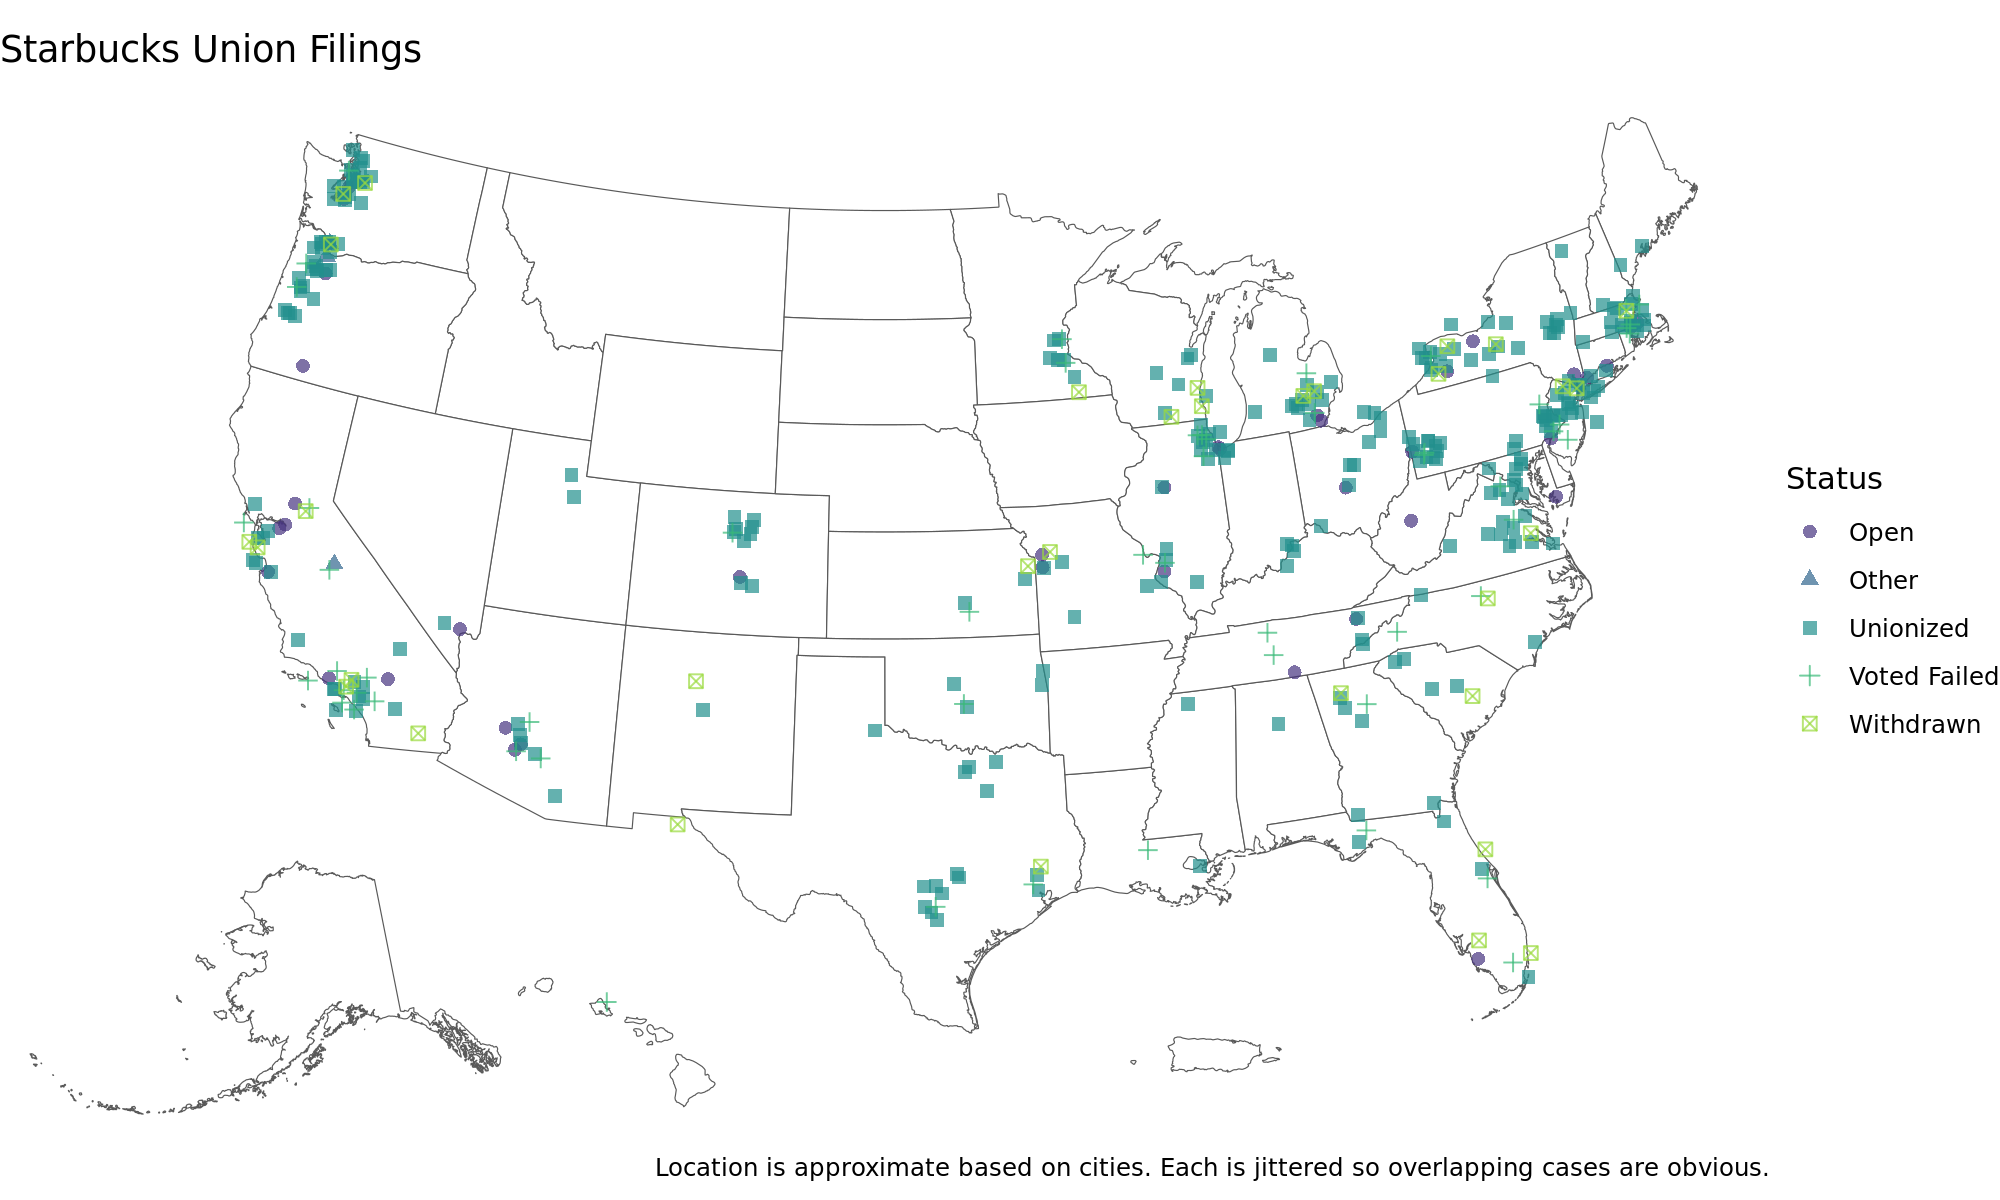 Starbucks Union Filings
Status
Open
Other
Unionized
Voted Failed
Withdrawn
Location is approximate based on cities. Each is jittered so overlapping cases are obvious.